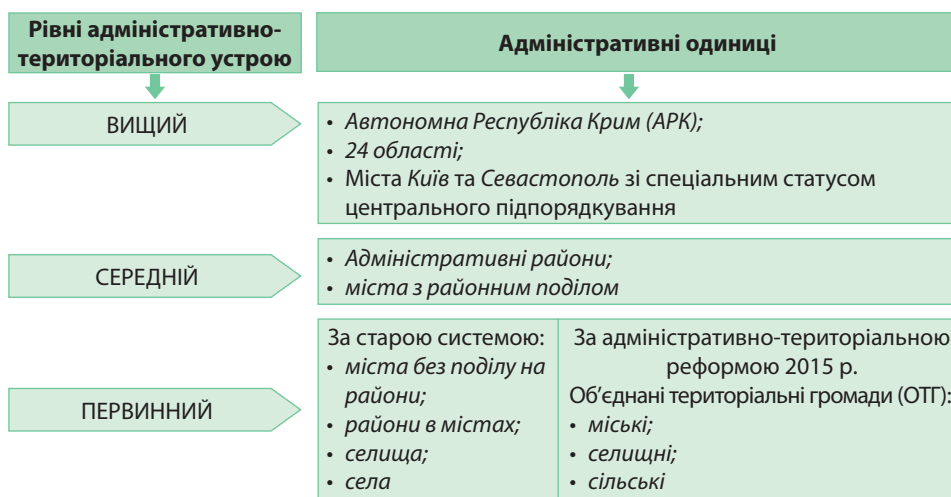 Рівні адміністративно-
територіального устрою
Адміністративні одиниці
ВИЩИЙ
• Автономна Республіка Крим (АРК);
• 24 області;
• Міста Київ та Севастополь зі спеціальним статусом
центрального підпорядкування
СЕРЕДНІЙ
• Адміністративні райони;
• міста з районним поділом
ПЕРВИННИЙ
За старою системою:
• міста без поділу на
райони;
• райони в містах;
• селища;
• села
За адміністративно-територіальною
реформою 2015 р.
Об’єднані територіальні громади (ОТГ):
• міські;
• селищні;
• сільські